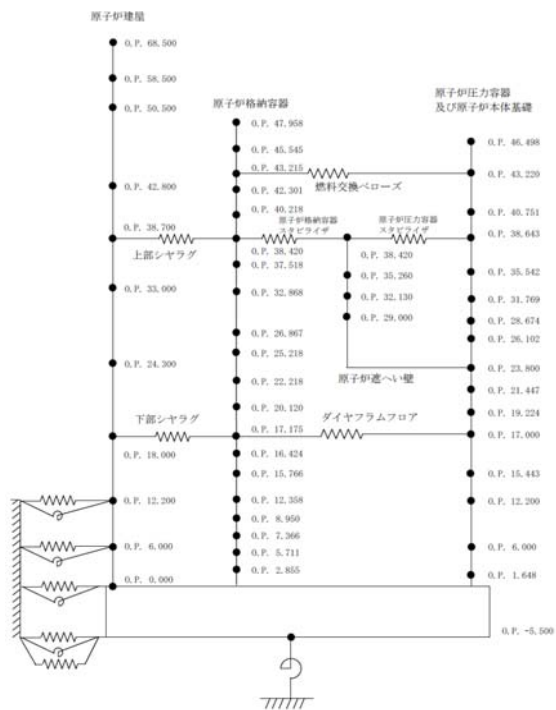 原子炉建屋
O.P. 68.500
O.P. 58.500
O.P. 50.500
O.P. 42.800
O.P. 38.700
上部シヤラグ
O.P. 33.000
O.P. 24.300
下部シヤラグ
O.P. 18.000
O.P. 12.200
O.P. 6.000
O.P. 0.000
原子炉格納容器
O.P. 47.958
O.P. 45.545
O.P. 43.215
燃料交換ベローズ
O.P. 42.301
O.P. 40.218
原子炉格納容器
スタビライザ
O.P. 38.420
O.P. 37.518
O.P. 32.868
O.P. 26.867
O.P. 25.218
O.P. 22.218
O.P. 20.120
O.P. 17.175
ダイヤフラムフロア
O.P. 16.424
O.P. 15.766
O.P. 12.358
O.P. 8.950
O.P. 7.366
O.P. 5.711
O.P. 2.855
原子炉圧力容器
スタビライザ
O.P. 38.420
O.P. 35.260
O.P. 32.130
O.P. 29.000
原子炉遮へい壁
原子炉圧力容器
及び原子炉本体基礎
O.P. 46.498
O.P. 43.220
O.P. 40.751
O.P. 38.643
O.P. 35.542
O.P. 31.769
O.P. 28.674
O.P. 26.102
O.P. 23.800
O.P. 21.447
O.P. 19.224
O.P. 17.000
O.P. 15.443
O.P. 12.200
O.P. 6.000
O.P. 1.648
O.P. -5.500